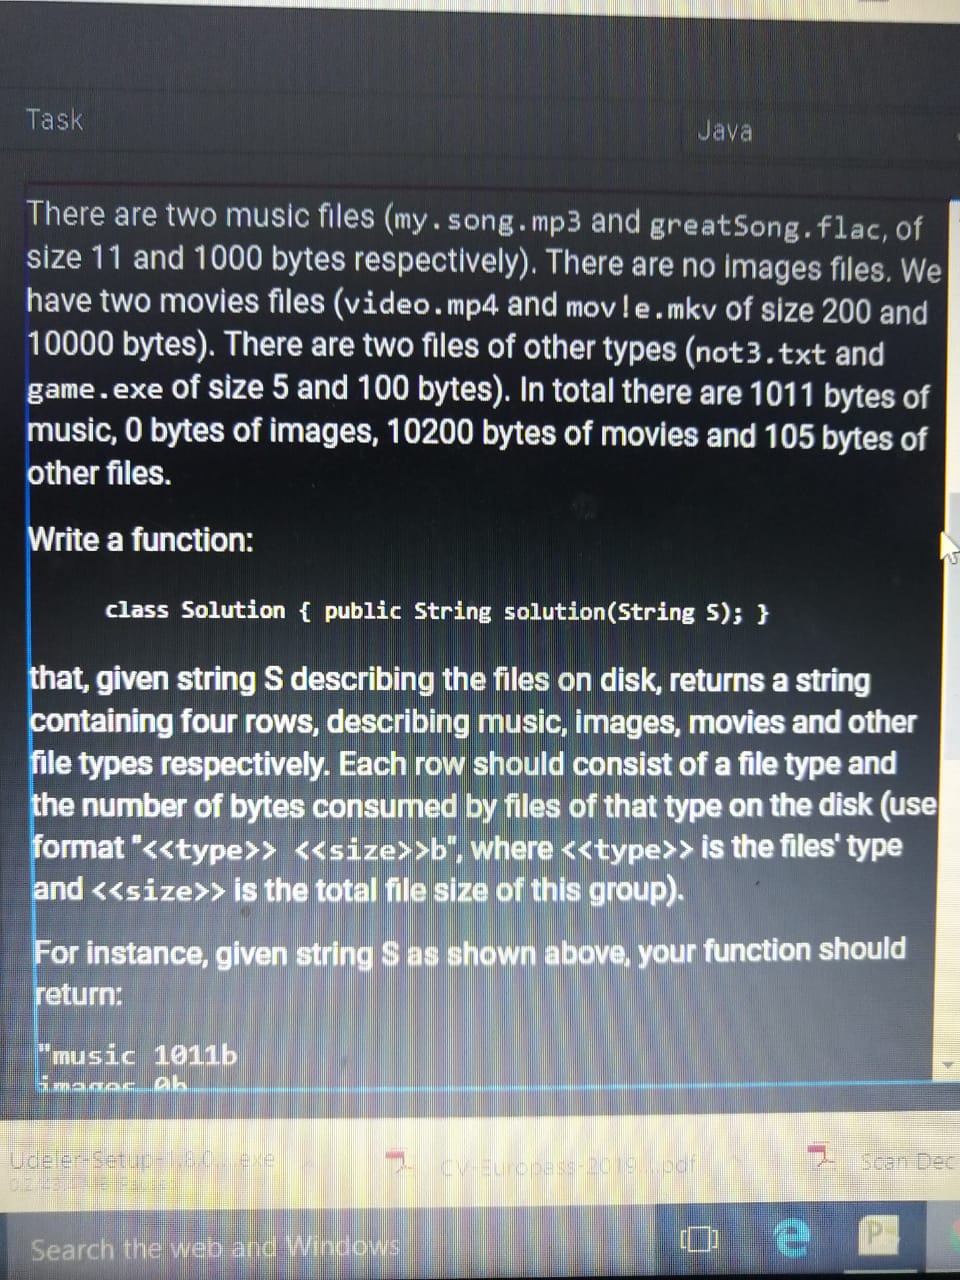 Task
Java
There are two music files (my.song.mp3 and greatSong.flac, of
size 11 and 1000 bytes respectively). There are no images files. We
have two movies files (video.mp4 and mov!e.mkv of size 200 and
10000 bytes). There are two files of other types (not3.txt and
game.exe of size 5 and 100 bytes). In total there are 1011 bytes of
music, 0 bytes of images, 10200 bytes of movies and 105 bytes of
other files.
Write a function:
class Solution { public String solution(String S); }
that, given string S describing the files on disk, returns a string
containing four rows, describing music, images, movies and other
file types respectively. Each row should consist of a file type and
the number of bytes consumed by files of that type on the disk (use
format "<<type>> <<size>>b", where <<type>> is the files' type
and <<size>> is the total file size of this group).
For instance, given string S as shown above, your function should
return:
"music 1011b
images 0b
Udeler-Setup-1.8.0....exe
CV-Europass-2019....pdf
Scan Dec
Search the web and Windows